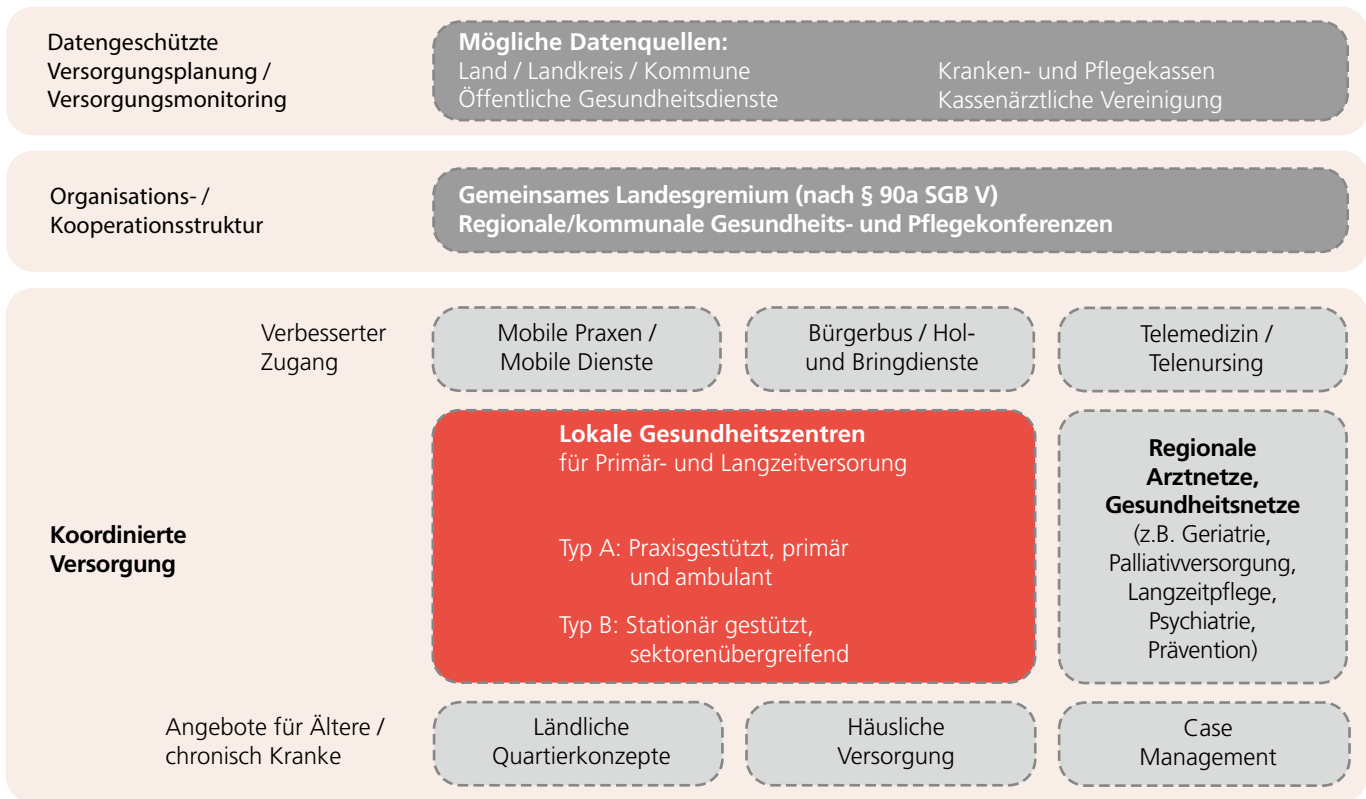 Datengeschützte
Versorgungsplanung /
Versorgungsmonitoring
Mögliche Datenquellen:
Land / Landkreis / Kommune
Öffentliche Gesundheitsdienste
Kranken- und Pflegekassen
Kassenärztliche Vereinigung
Organisations- /
Kooperationsstruktur
Gemeinsames Landesgremium (nach § 90a SGB V)
Regionale/kommunale Gesundheits- und Pflegekonferenzen
Verbesserter
Zugang
Mobile Praxen /
Mobile Dienste
Bürgerbus / Hol-
und Bringdienste
Telemedizin /
Telenursing
Koordinierte
Versorgung
Lokale Gesundheitszentren
für Primär- und Langzeitversorung
Typ A: Praxisgestützt, primär
und ambulant
Typ B: Stationär gestützt,
sektorenübergreifend
Regionale
Arztnetze,
Gesundheitsnetze
(z.B. Geriatrie,
Palliativversorgung,
Langzeitpflege,
Psychiatrie,
Prävention)
Angebote für Ältere /
chronisch Kranke
Ländliche
Quartierkonzepte
Häusliche
Versorgung
Case
Management